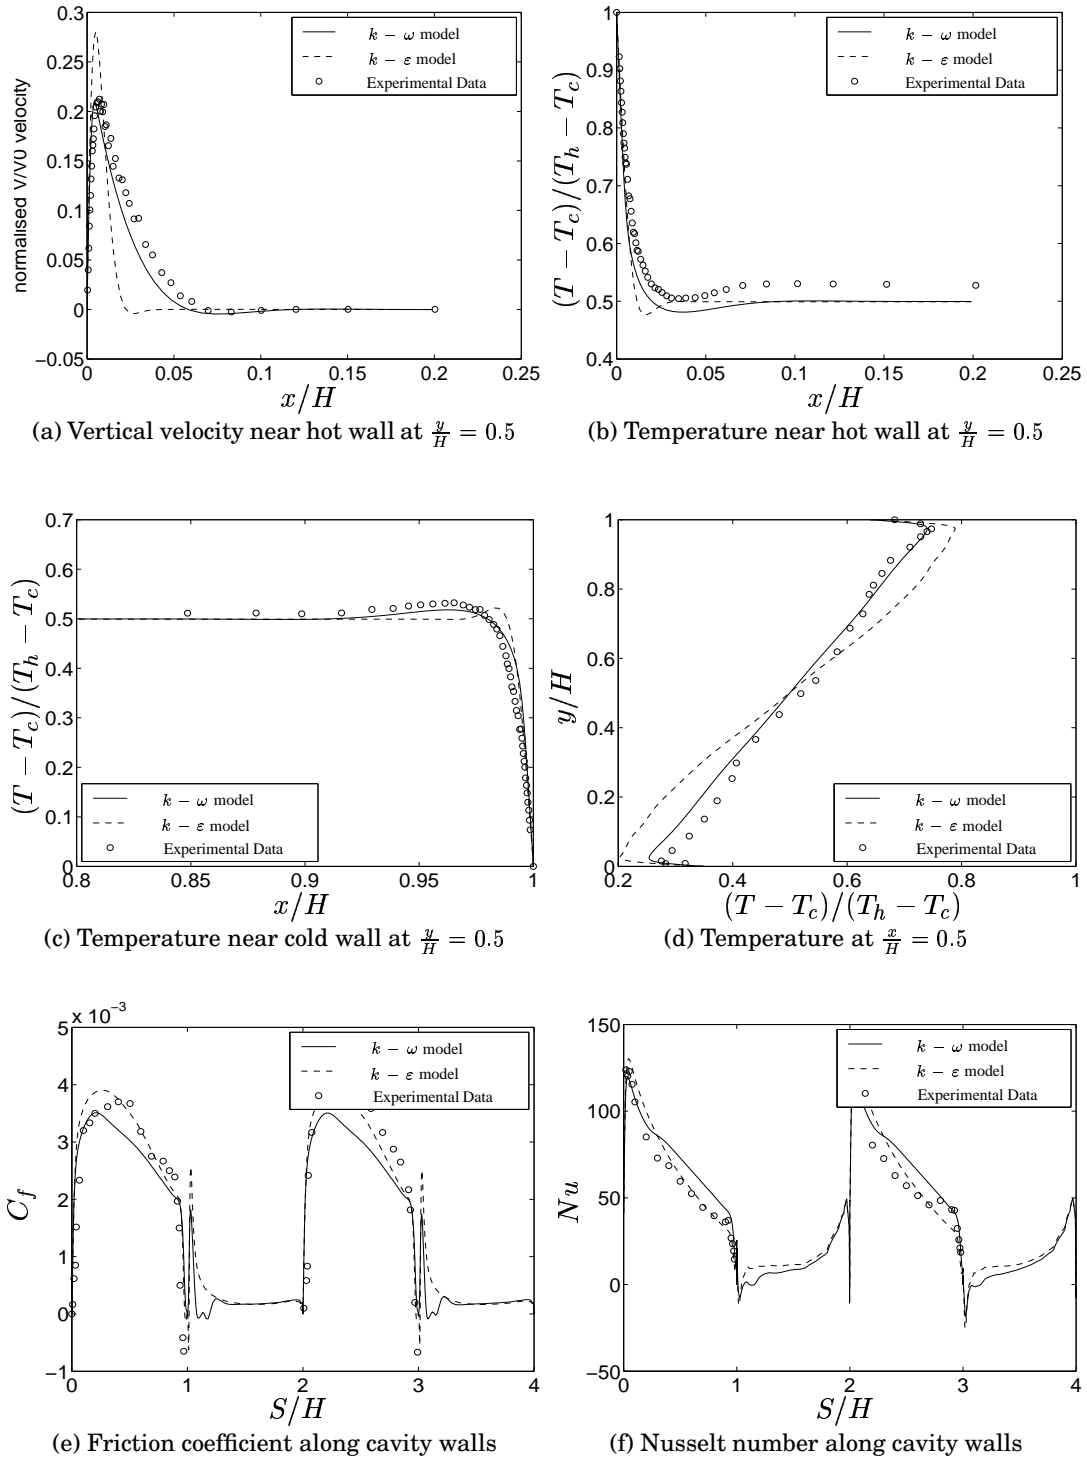 0.3
0.25
0.2
0.15
0.1
0.05
0
−0.05
0 0.05 0.1 0.15 0.2 0.25
normalised V/V0 velocity
x/H
k − ω model
k − ε model
Experimental Data
(a) Vertical velocity near hot wall at y/H = 0.5
1
0.9
0.8
0.7
0.6
0.5
0.4
0 0.05 0.1 0.15 0.2 0.25
(T − T_c)/(T_h − T_c)
x/H
k − ω model
k − ε model
Experimental Data
(b) Temperature near hot wall at y/H = 0.5
0.7
0.6
0.5
0.4
0.3
0.2
0.1
0
0.8 0.85 0.9 0.95 1
(T − T_c)/(T_h − T_c)
x/H
k − ω model
k − ε model
Experimental Data
(c) Temperature near cold wall at y/H = 0.5
1
0.8
0.6
0.4
0.2
0
0.2 0.4 0.6 0.8 1
y/H
(T − T_c)/(T_h − T_c)
k − ω model
k − ε model
Experimental Data
(d) Temperature at x/H = 0.5
x 10⁻³
5
4
3
2
1
0
−1
0 1 2 3 4
C_f
S/H
k − ω model
k − ε model
Experimental Data
(e) Friction coefficient along cavity walls
150
100
50
0
−50
0 1 2 3 4
Nu
S/H
k − ω model
k − ε model
Experimental Data
(f) Nusselt number along cavity walls